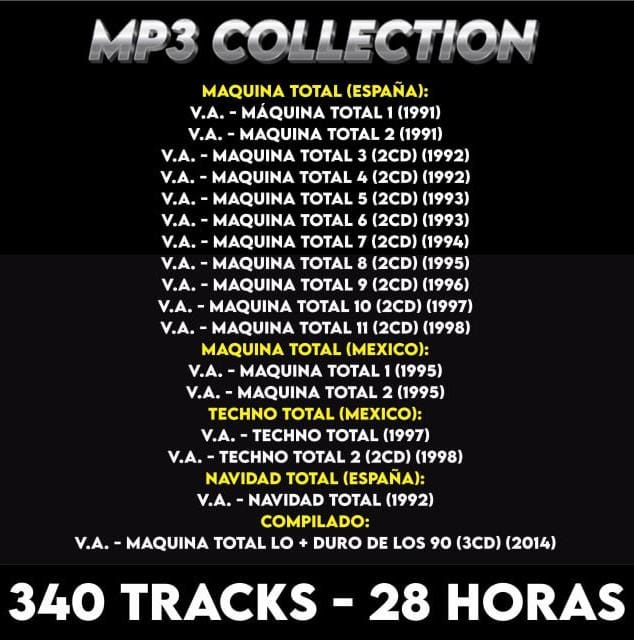 MP3 COLLECTION
MAQUINA TOTAL (ESPAÑA):
V.A. - MÁQUINA TOTAL 1 (1991)
V.A. - MAQUINA TOTAL 2 (1991)
V.A. - MAQUINA TOTAL 3 (2CD) (1992)
V.A. - MAQUINA TOTAL 4 (2CD) (1992)
V.A. - MAQUINA TOTAL 5 (2CD) (1993)
V.A. - MAQUINA TOTAL 6 (2CD) (1993)
V.A. - MAQUINA TOTAL 7 (2CD) (1994)
V.A. - MAQUINA TOTAL 8 (2CD) (1995)
V.A. - MAQUINA TOTAL 9 (2CD) (1996)
V.A. - MAQUINA TOTAL 10 (2CD) (1997)
V.A. - MAQUINA TOTAL 11 (2CD) (1998)
MAQUINA TOTAL (MEXICO):
V.A. - MAQUINA TOTAL 1 (1995)
V.A. - MAQUINA TOTAL 2 (1995)
TECHNO TOTAL (MEXICO):
V.A. - TECHNO TOTAL (1997)
V.A. - TECHNO TOTAL 2 (2CD) (1998)
NAVIDAD TOTAL (ESPAÑA):
V.A. - NAVIDAD TOTAL (1992)
COMPILADO:
V.A. - MAQUINA TOTAL LO + DURO DE LOS 90 (3CD) (2014)
340 TRACKS - 28 HORAS